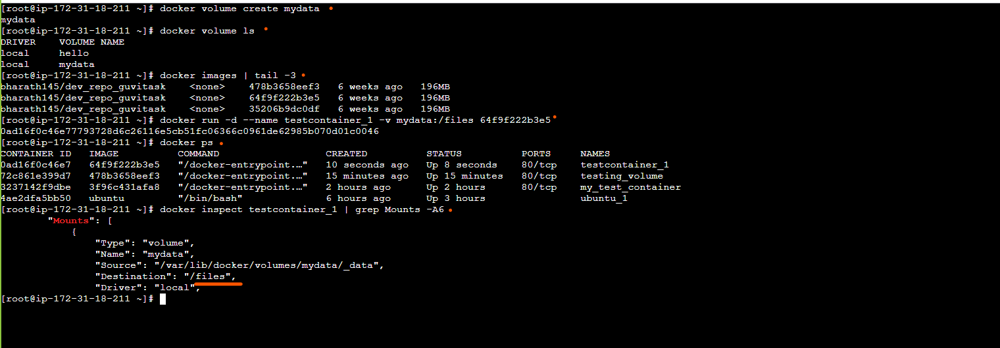 [root@ip-172-31-18-211 ~]# docker volume create mydata
mydata
[root@ip-172-31-18-211 ~]# docker volume ls
DRIVER    VOLUME NAME
local     hello
local     mydata
[root@ip-172-31-18-211 ~]# docker images | tail -3
bharath145/dev_repo_guvitask    <none>    478b3658eef3   6 weeks ago   196MB
bharath145/dev_repo_guvitask    <none>    64f9f222b3e5   6 weeks ago   196MB
bharath145/dev_repo_guvitask    <none>    35206b9dc0df   6 weeks ago   196MB
[root@ip-172-31-18-211 ~]# docker run -d --name testcontainer_1 -v mydata:/files 64f9f222b3e5
0ad16f0c46e77793728d6c26116e5cb51fc06366c0961de62985b070d01c0046
[root@ip-172-31-18-211 ~]# docker ps
CONTAINER ID   IMAGE          COMMAND                  CREATED          STATUS          PORTS     NAMES
0ad16f0c46e7   64f9f222b3e5   "/docker-entrypoint.…"   10 seconds ago   Up 8 seconds    80/tcp    testcontainer_1
72c861e399d7   478b3658eef3   "/docker-entrypoint.…"   15 minutes ago   Up 15 minutes   80/tcp    testing_volume
3237142f9dbe   3f96c431afa8   "/docker-entrypoint.…"   2 hours ago      Up 2 hours      80/tcp    my_test_container
4ae2dfa5bb50   ubuntu         "/bin/bash"              6 hours ago      Up 3 hours                ubuntu_1
[root@ip-172-31-18-211 ~]# docker inspect testcontainer_1 | grep Mounts -A6
        "Mounts": [
            {
                "Type": "volume",
                "Name": "mydata",
                "Source": "/var/lib/docker/volumes/mydata/_data",
                "Destination": "/files",
                "Driver": "local",
[root@ip-172-31-18-211 ~]#